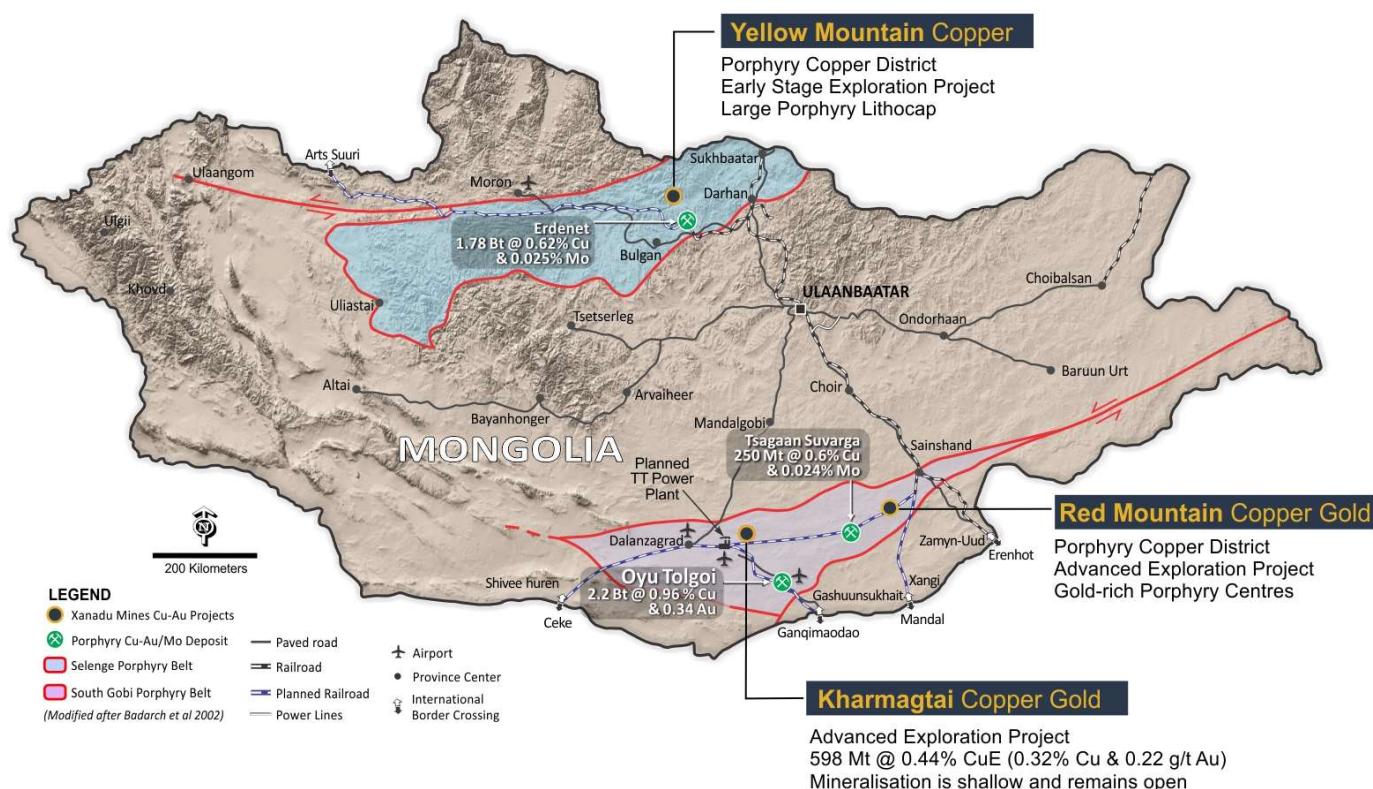 Yellow Mountain Copper
Porphyry Copper District
Early Stage Exploration Project
Large Porphyry Lithocap
Arts Suuri
Ulaangom
Ulgii
Khovd
Moron
Sukhbaatar
Darhan
Erdenet
1.78 Bt @ 0.62% Cu
& 0.025% Mo
Bulgan
Uliastai
Tsetserleg
ULAANBAATAR
Choibalsan
Ondorhaan
Baruun Urt
Altai
Bayanhonger
Arvaiheer
Choir
Mandalgobi
MONGOLIA
Tsagaan Suvarga
250 Mt @ 0.6% Cu
& 0.024% Mo
Sainshand
Planned
TT Power
Plant
Dalanzagrad
Oyu Tolgoi
2.2 Bt @ 0.96 % Cu
& 0.34 Au
Shivee huren
Ceke
Gashuunsukhait
Ganqimaodao
Xangi
Mandal
Zamyn-Uud
Erenhot
Red Mountain Copper Gold
Porphyry Copper District
Advanced Exploration Project
Gold-rich Porphyry Centres
Kharmagtai Copper Gold
Advanced Exploration Project
598 Mt @ 0.44% CuE (0.32% Cu & 0.22 g/t Au)
Mineralisation is shallow and remains open
N
200 Kilometers
LEGEND
Xanadu Mines Cu-Au Projects
Porphyry Cu-Au/Mo Deposit
Selenge Porphyry Belt
South Gobi Porphyry Belt
(Modified after Badarch et al 2002)
Paved road
Railroad
Planned Railroad
Power Lines
Airport
Province Center
International
Border Crossing